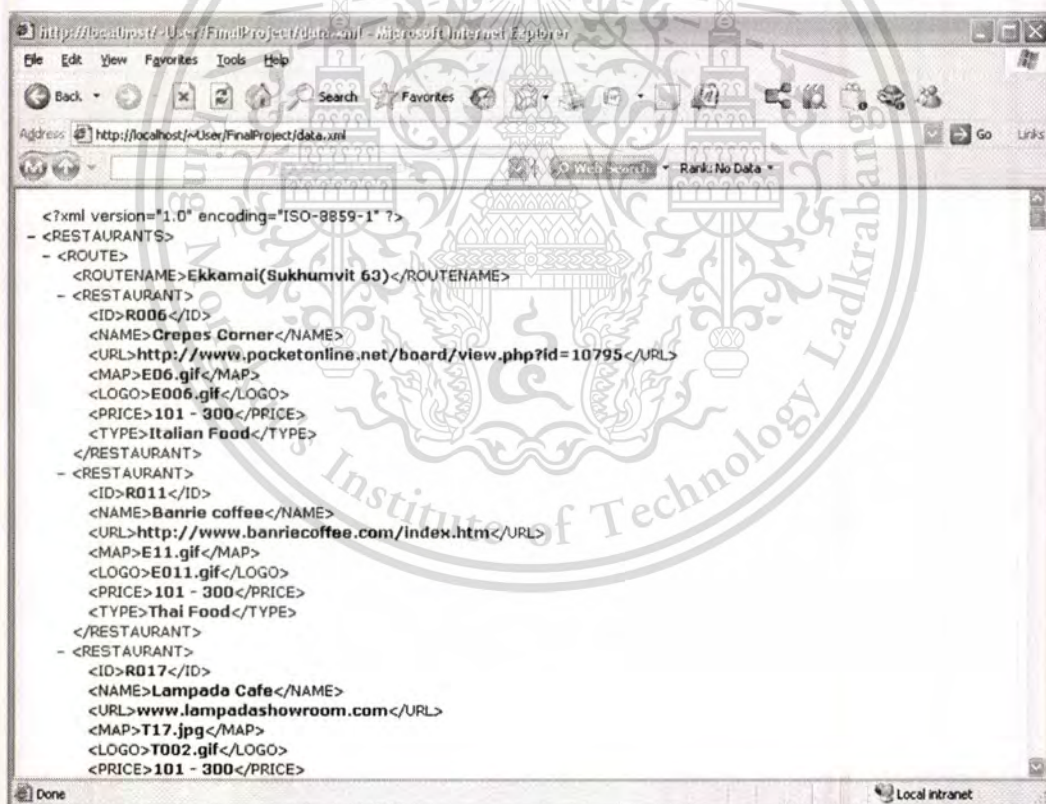 http://localhost/~User/FinalProject/data.xml - Microsoft Internet Explorer
File Edit View Favorites Tools Help
Back Search Favorites
Address http://localhost/~User/FinalProject/data.xml Go Links
Web Search Rank: No Data
<?xml version="1.0" encoding="ISO-8859-1" ?>
- <RESTAURANTS>
- <ROUTE>
<ROUTENAME>Ekkamai(Sukhumvit 63)</ROUTENAME>
- <RESTAURANT>
<ID>R006</ID>
<NAME>Crepes Corner</NAME>
<URL>http://www.pocketonline.net/board/view.php?id=10795</URL>
<MAP>E06.gif</MAP>
<LOGO>E006.gif</LOGO>
<PRICE>101 - 300</PRICE>
<TYPE>Italian Food</TYPE>
</RESTAURANT>
- <RESTAURANT>
<ID>R011</ID>
<NAME>Banrie coffee</NAME>
<URL>http://www.banriecoffee.com/index.htm</URL>
<MAP>E11.gif</MAP>
<LOGO>E011.gif</LOGO>
<PRICE>101 - 300</PRICE>
<TYPE>Thai Food</TYPE>
</RESTAURANT>
- <RESTAURANT>
<ID>R017</ID>
<NAME>Lampada Cafe</NAME>
<URL>www.lampadashowroom.com</URL>
<MAP>T17.jpg</MAP>
<LOGO>T002.gif</LOGO>
<PRICE>101 - 300</PRICE>
Done Local intranet
Institute of Technology Ladkrabang